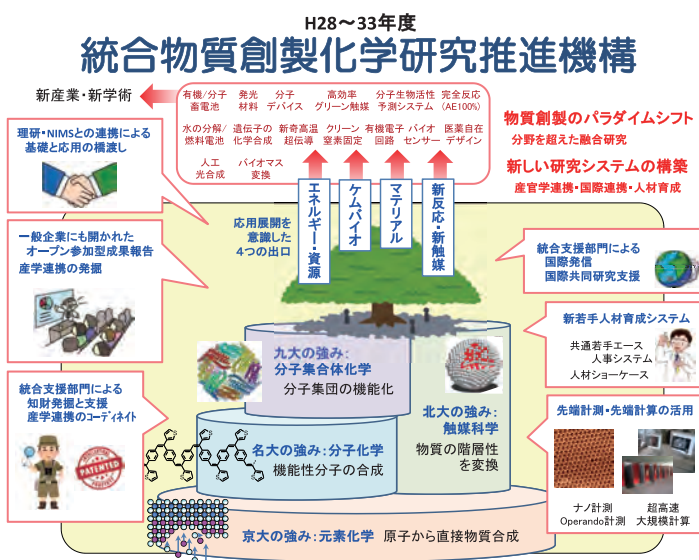 H28～33年度
統合物質創製化学研究推進機構
新産業・新学術
有機/分子
畜電池
発光
材料
分子
デバイス
高効率
グリーン触媒
分子生物活性
予測システム
完全反応
(AE100%)
水の分解/
燃料電池
遺伝子の
化学合成
新奇高温
超伝導
クリーン
窒素固定
有機電子
回路
バイオ
センサー
医薬自在
デザイン
人工
光合成
バイオマス
変換
物質創製のパラダイムシフト
分野を超えた融合研究
新しい研究システムの構築
産官学連携・国際連携・人材育成
理研・NIMSとの連携による
基礎と応用の橋渡し
応用展開を
意識した
4つの出口
エネルギー・資源
ケムバイオ
マテリアル
新反応・新触媒
一般企業にも開かれた
オープン参加型成果報告
産学連携の発掘
統合支援部門による
国際発信
国際共同研究支援
新若手人材育成システム
共通若手エース
人事システム
人材ショーケース
九大の強み：
分子集合体化学
分子集団の機能化
北大の強み：
触媒科学
物質の階層性
を変換
統合支援部門による
知財発掘と支援
産学連携のコーディネイト
PATENTED
名大の強み：分子化学
機能性分子の合成
先端計測・先端計算の活用
ナノ計測
Operando計測
超高速
大規模計算
京大の強み：元素化学 原子から直接物質合成